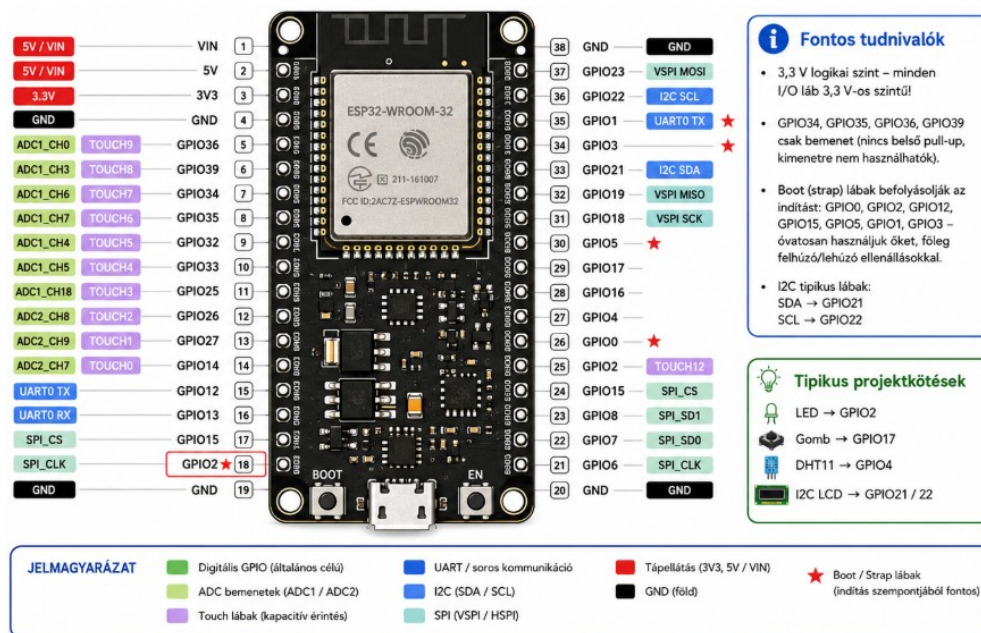 5V / VIN VIN 1
5V / VIN 5V 2
3.3V 3V3 3
GND GND 4
ADC1_CH0 TOUCH9 GPIO36 5
ADC1_CH3 TOUCH8 GPIO39 6
ADC1_CH6 TOUCH7 GPIO34 7
ADC1_CH7 TOUCH6 GPIO35 8
ADC1_CH4 TOUCH5 GPIO32 9
ADC1_CH5 TOUCH4 GPIO33 10
ADC1_CH18 TOUCH3 GPIO25 11
ADC2_CH8 TOUCH2 GPIO26 12
ADC2_CH9 TOUCH1 GPIO27 13
ADC2_CH7 TOUCH0 GPIO14 14
UART0 TX GPIO12 15
UART0 RX GPIO13 16
SPI_CS GPIO15 17
SPI_CLK GPIO2 18
GND GND 19
ESP32-WROOM-32
CE
211-161007
FCC ID:2AC7Z-ESPWROOM32
BOOT
EN
38 GND GND
37 GPIO23 VSPI MOSI
36 GPIO22 I2C SCL
35 GPIO1 UART0 TX
34 GPIO3
33 GPIO21 I2C SDA
32 GPIO19 VSPI MISO
31 GPIO18 VSPI SCK
30 GPIO5
29 GPIO17
28 GPIO16
27 GPIO4
26 GPIO0
25 GPIO2 TOUCH12
24 GPIO15 SPI_CS
23 GPIO8 SPI_SD1
22 GPIO7 SPI_SD0
21 GPIO6 SPI_CLK
20 GND GND
i Fontos tudnivalók
• 3,3 V logikai szint – minden
I/O láb 3,3 V-os szintű!
• GPIO34, GPIO35, GPIO36, GPIO39
csak bemenet (nincs belső pull-up,
kimenetre nem használhatók).
• Boot (strap) lábak befolyásolják az
indítást: GPIO0, GPIO2, GPIO12,
GPIO15, GPIO5, GPIO1, GPIO3 –
óvatosan használjuk őket, főleg
felhúzó/lehúzó ellenállásokkal.
• I2C tipikus lábak:
SDA → GPIO21
SCL → GPIO22
Tipikus projektkötések
LED → GPIO2
Gomb → GPIO17
DHT11 → GPIO4
I2C LCD → GPIO21 / 22
JELMAGYARÁZAT
Digitális GPIO (általános célú)
ADC bemenetek (ADC1 / ADC2)
Touch lábak (kapacitív érintés)
UART / soros kommunikáció
I2C (SDA / SCL)
SPI (VSPI / HSPI)
Tápellátás (3V3, 5V / VIN)
GND (föld)
Boot / Strap lábak
(indítás szempontjából fontos)